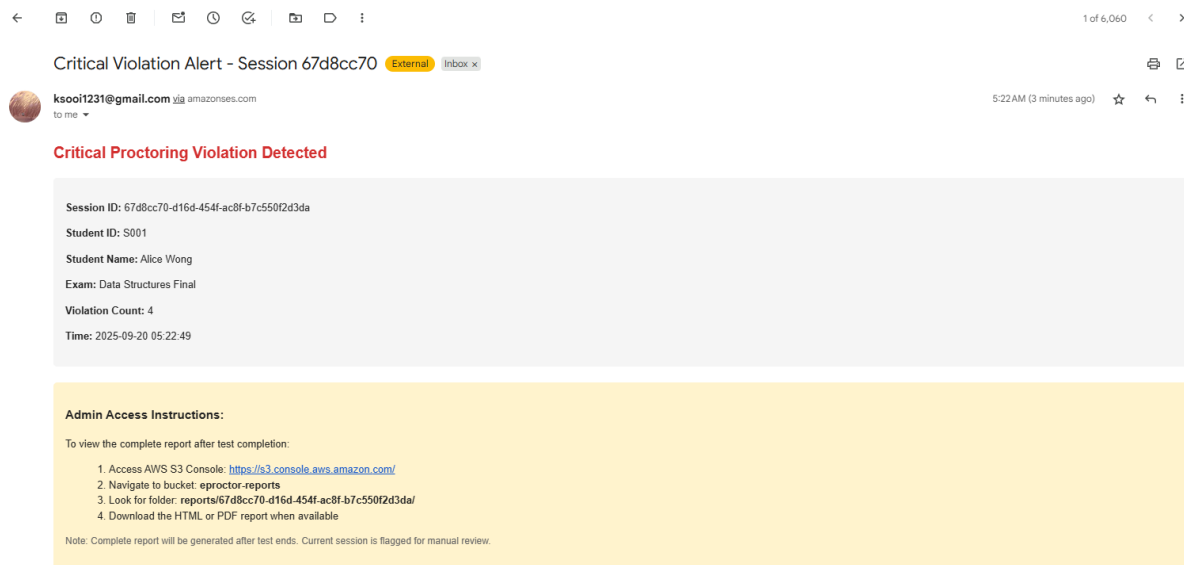 1 of 6,060
Critical Violation Alert - Session 67d8cc70 External Inbox x
ksooi1231@gmail.com via amazonses.com 5:22 AM (3 minutes ago)
to me
Critical Proctoring Violation Detected
Session ID: 67d8cc70-d16d-454f-ac8f-b7c550f2d3da
Student ID: S001
Student Name: Alice Wong
Exam: Data Structures Final
Violation Count: 4
Time: 2025-09-20 05:22:49
Admin Access Instructions:
To view the complete report after test completion:
1. Access AWS S3 Console: https://s3.console.aws.amazon.com/
2. Navigate to bucket: eproctor-reports
3. Look for folder: reports/67d8cc70-d16d-454f-ac8f-b7c550f2d3da/
4. Download the HTML or PDF report when available
Note: Complete report will be generated after test ends. Current session is flagged for manual review.